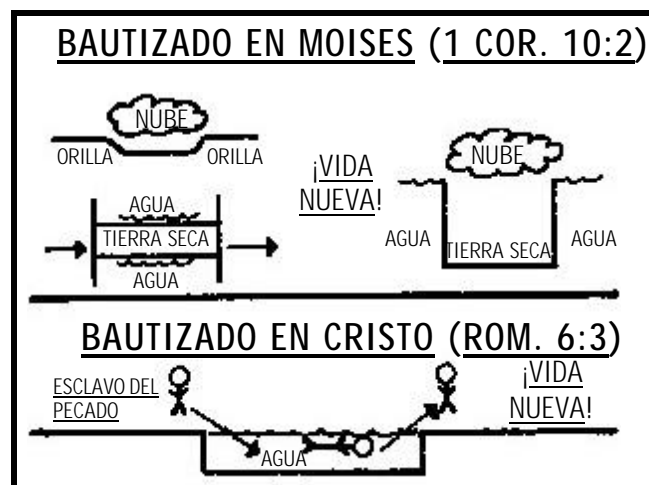 BAUTIZADO EN MOISES (1 COR. 10:2)
NUBE
ORILLA
ORILLA
AGUA
TIERRA SECA
AGUA
¡VIDA
NUEVA!
NUBE
AGUA
TIERRA SECA
AGUA
BAUTIZADO EN CRISTO (ROM. 6:3)
ESCLAVO DEL
PECADO
AGUA
¡VIDA
NUEVA!